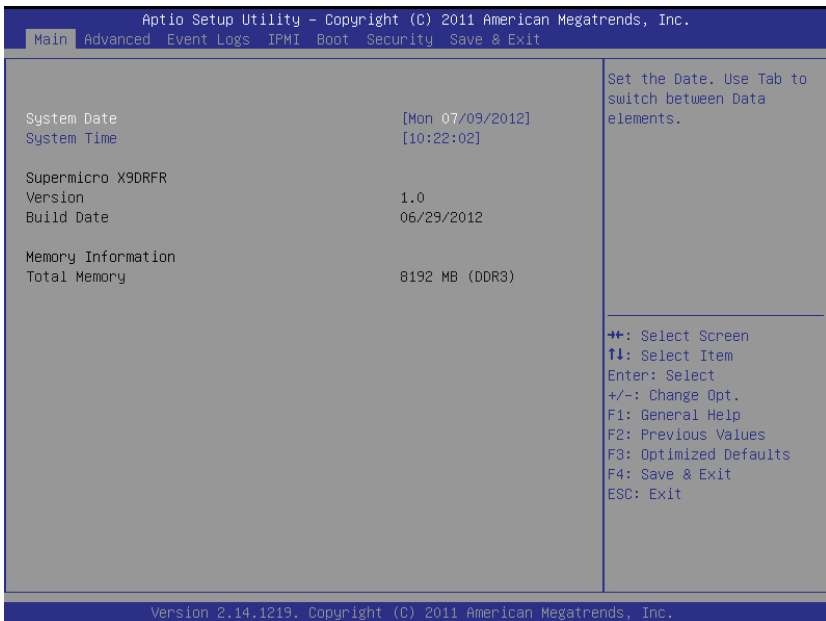 Aptio Setup Utility – Copyright (C) 2011 American Megatrends, Inc.
Main Advanced Event Logs IPMI Boot Security Save & Exit
Set the Date. Use Tab to
switch between Data
elements.
System Date [Mon 07/09/2012]
System Time [10:22:02]
Supermicro X9DRFR
Version 1.0
Build Date 06/29/2012
Memory Information
Total Memory 8192 MB (DDR3)
→←: Select Screen
↑↓: Select Item
Enter: Select
+/-: Change Opt.
F1: General Help
F2: Previous Values
F3: Optimized Defaults
F4: Save & Exit
ESC: Exit
Version 2.14.1219. Copyright (C) 2011 American Megatrends, Inc.